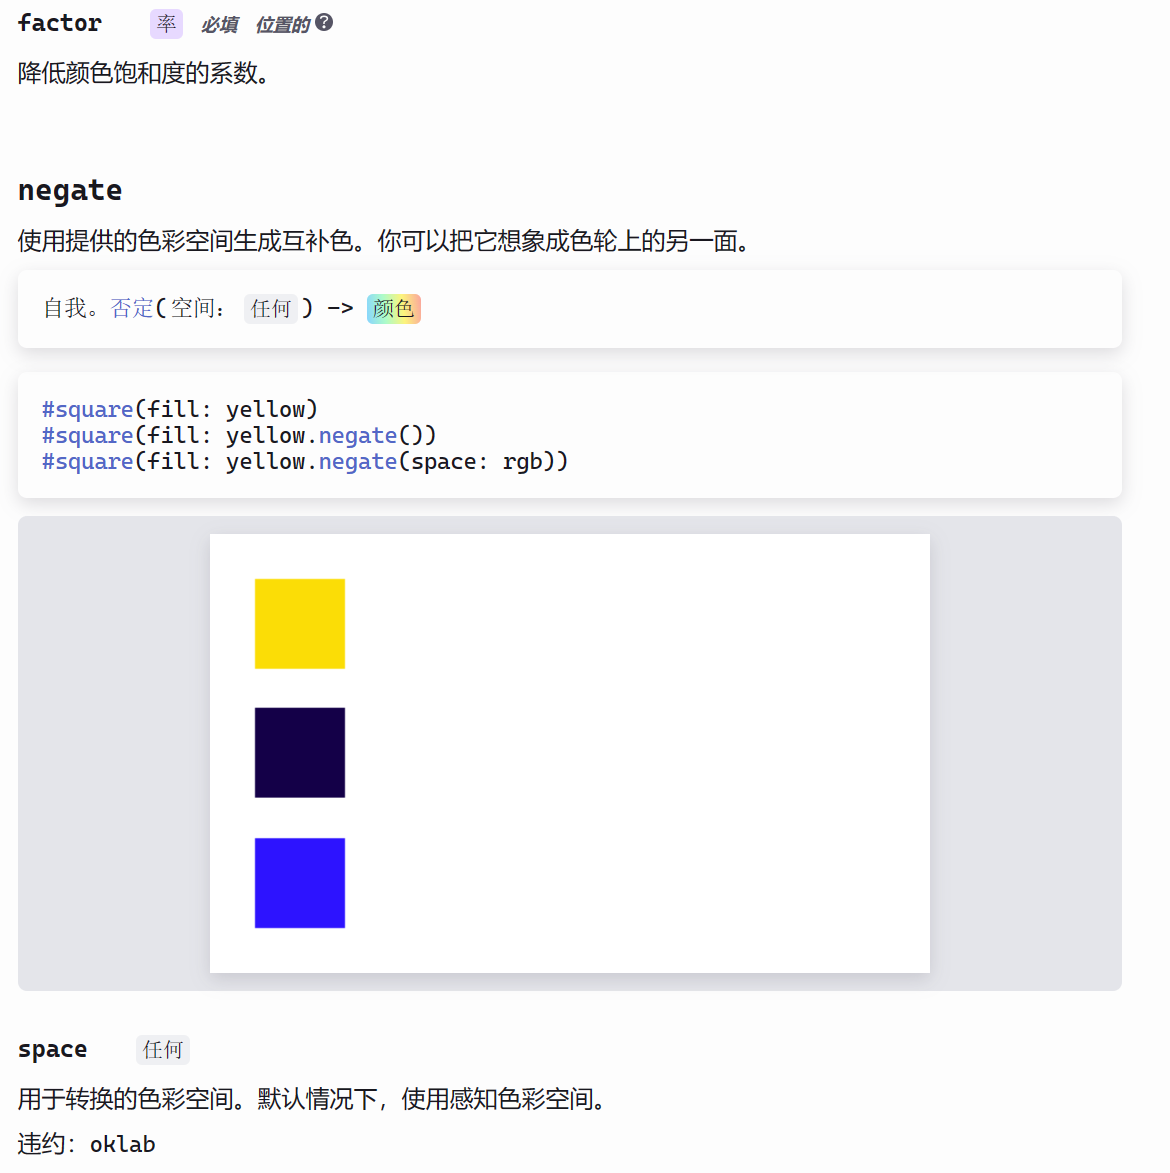 factor 率 必填 位置的 ?
降低颜色饱和度的系数。
negate
使用提供的色彩空间生成互补色。你可以把它想象成色轮上的另一面。
自我。否定(空间： 任何) -> 颜色
#square(fill: yellow)
#square(fill: yellow.negate())
#square(fill: yellow.negate(space: rgb))
space 任何
用于转换的色彩空间。默认情况下，使用感知色彩空间。
违约：oklab